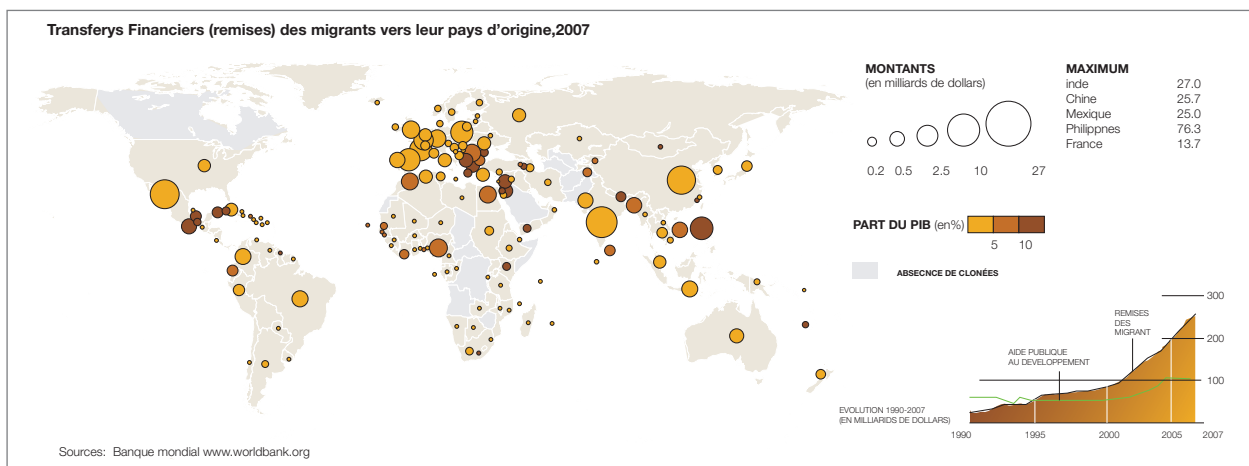 Transferys Financiers (remises) des migrants vers leur pays d'origine,2007
MONTANTS
(en milliards de dollars)
0.2 0.5 2.5 10 27
MAXIMUM
inde 27.0
Chine 25.7
Mexique 25.0
Philippnes 76.3
France 13.7
PART DU PIB (en%)
5 10
ABSECNCE DE CLONÉES
300
REMISES
DES
MIGRANT
200
AIDE PUBLIQUE
AU DEVELOPPEMENT
100
EVOLUTION 1990-2007
(EN MILLIARDS DE DOLLARS)
1990 1995 2000 2005 2007
Sources: Banque mondial www.worldbank.org